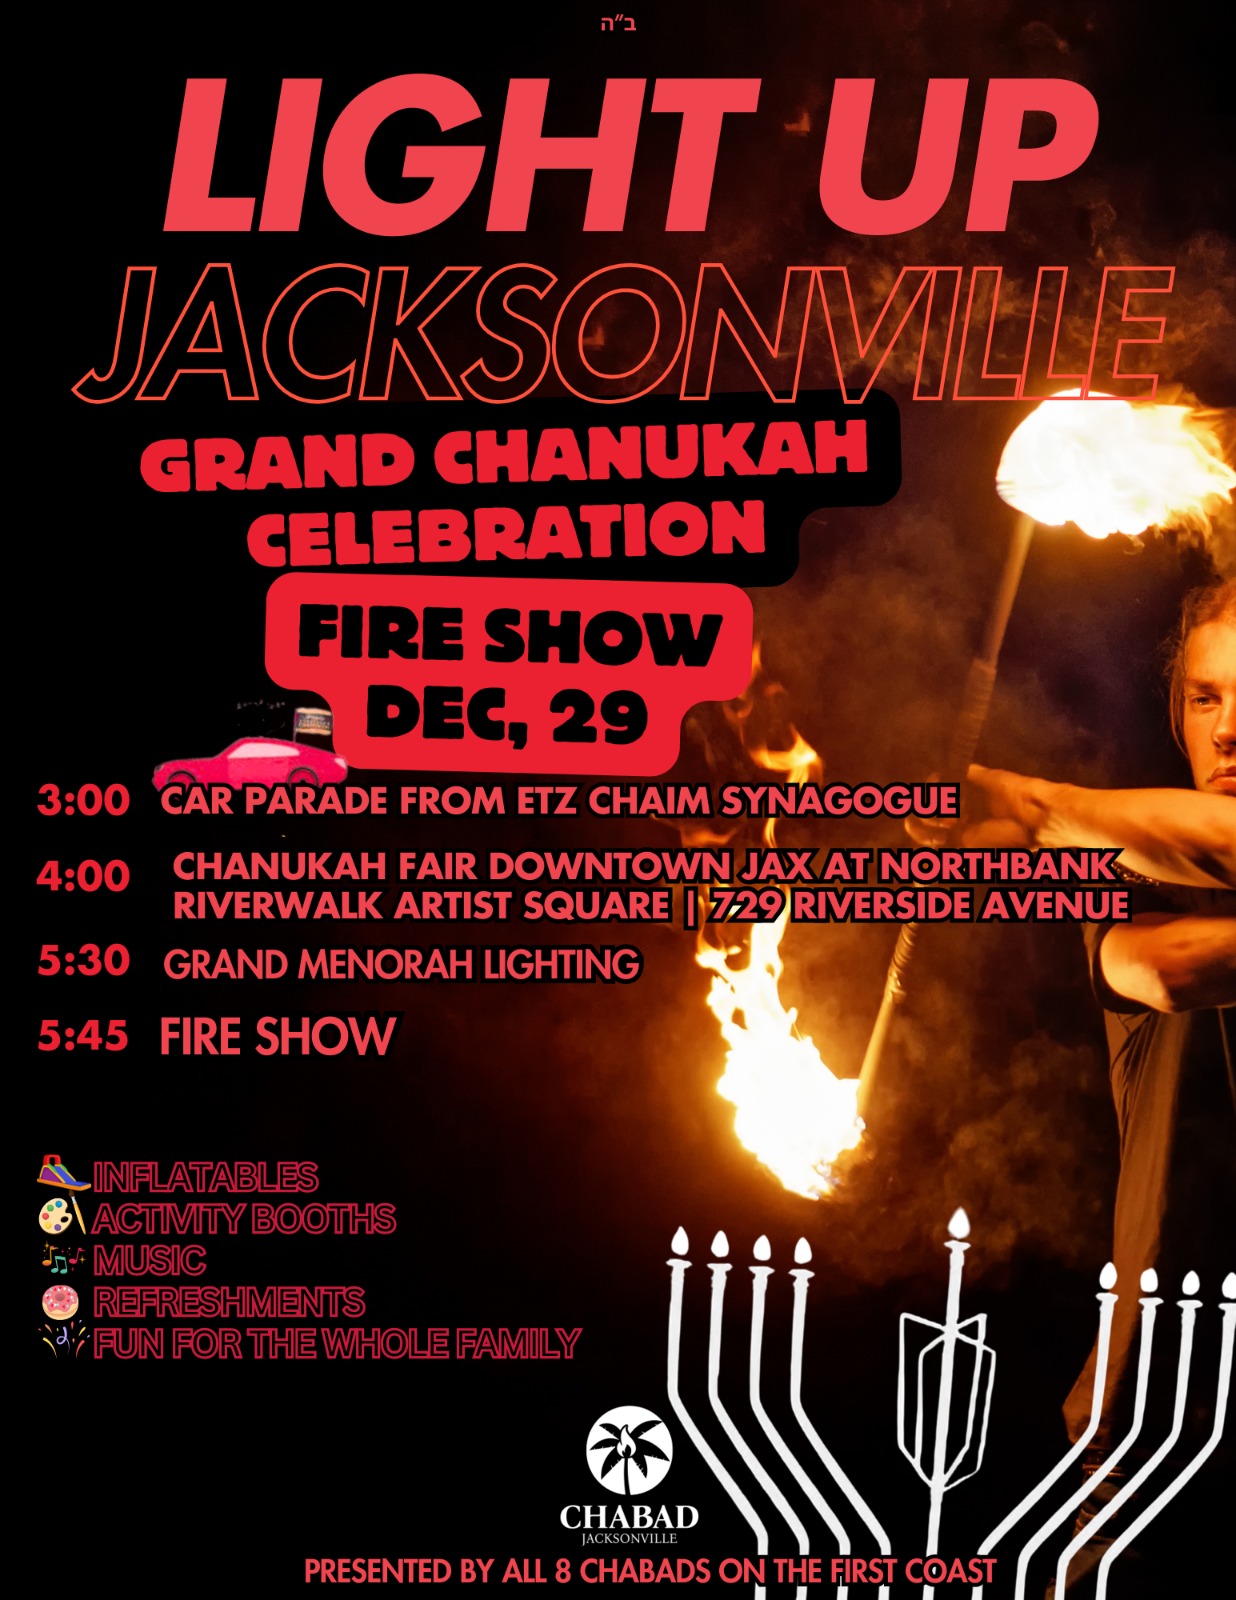 ב"ה
LIGHT UP
JACKSONVILLE
GRAND CHANUKAH
CELEBRATION
FIRE SHOW
DEC, 29
3:00 CAR PARADE FROM ETZ CHAIM SYNAGOGUE
4:00 CHANUKAH FAIR DOWNTOWN JAX AT NORTHBANK
RIVERWALK ARTIST SQUARE | 729 RIVERSIDE AVENUE
5:30 GRAND MENORAH LIGHTING
5:45 FIRE SHOW
INFLATABLES
ACTIVITY BOOTHS
MUSIC
REFRESHMENTS
FUN FOR THE WHOLE FAMILY
CHABAD
JACKSONVILLE
PRESENTED BY ALL 8 CHABADS ON THE FIRST COAST